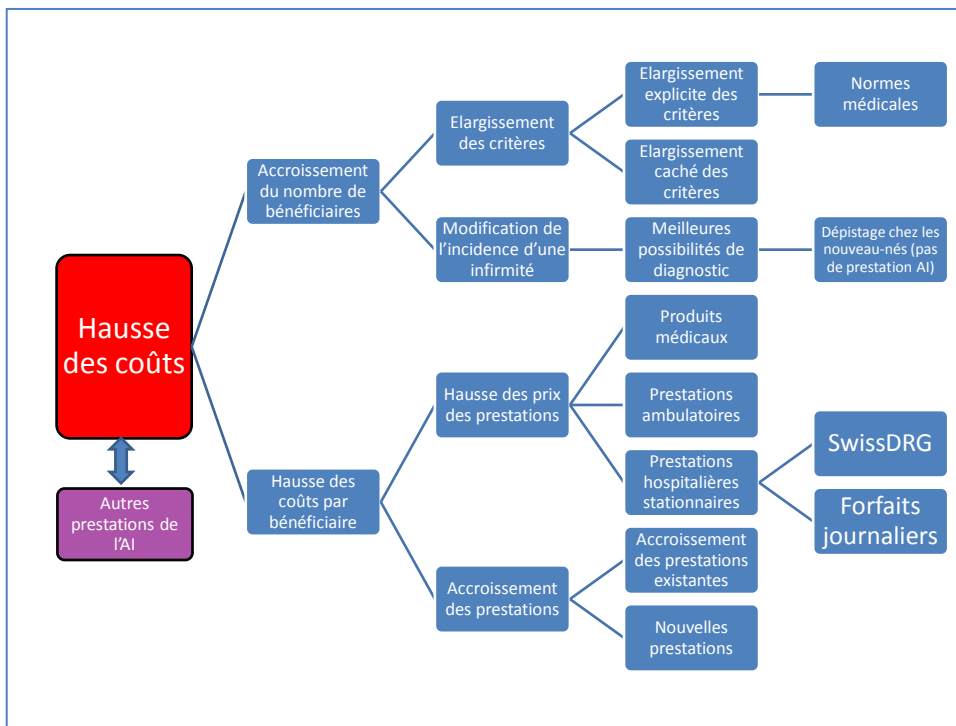 Hausse
des coûts
Autres
prestations de
l'AI
Accroissement
du nombre de
bénéficiaires
Hausse des
coûts par
bénéficiaire
Elargissement
des critères
Modification de
l'incidence d'une
infirmité
Hausse des prix
des prestations
Accroissement
des prestations
Elargissement
explicite des
critères
Elargissement
caché des
critères
Meilleures
possibilités de
diagnostic
Produits
médicaux
Prestations
ambulatoires
Prestations
hospitalières
stationnaires
Accroissement
des prestations
existantes
Nouvelles
prestations
Normes
médicales
Dépistage chez les
nouveau-nés (pas
de prestation AI)
SwissDRG
Forfaits
journaliers